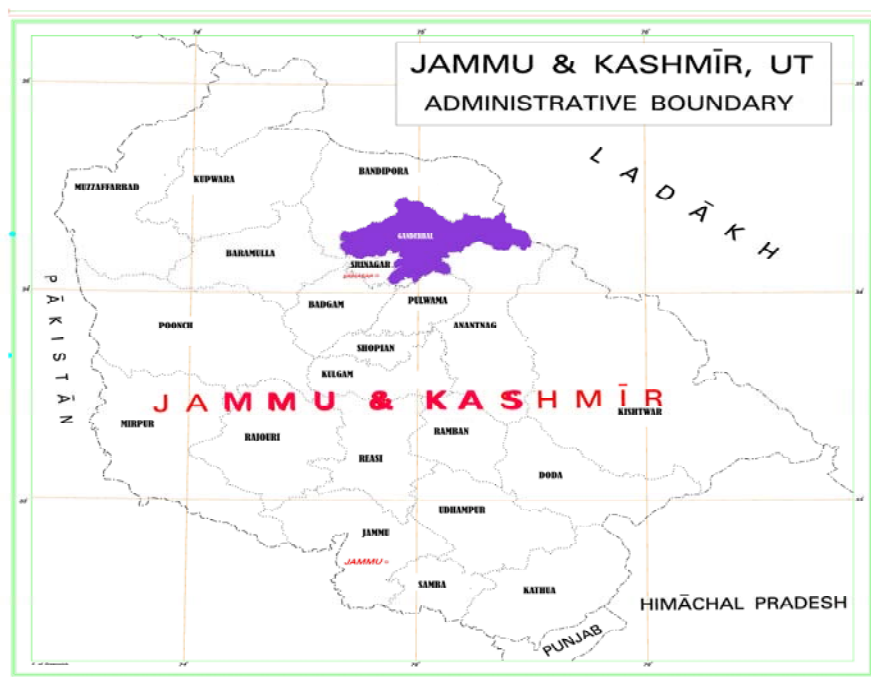 JAMMU & KASHMĪR, UT
ADMINISTRATIVE BOUNDARY
LADĀKH
BANDIPORA
KUPWARA
MUZZAFFARRAD
GANDERBAL
BARAMULLA
SRINAGAR
PĀKISTĀN
BADGAM
PULWAMA
POONCH
ANANTNAG
SHOPIAN
KULGAM
JAMMU & KASHMĪR
KISHTWAR
MIRPUR
RAJOURI
RAMBAN
REASI
DODA
UDHAMPUR
JAMMU
JAMMU
SAMBA
KATHUA
HIMĀCHAL PRADESH
PUNJAB